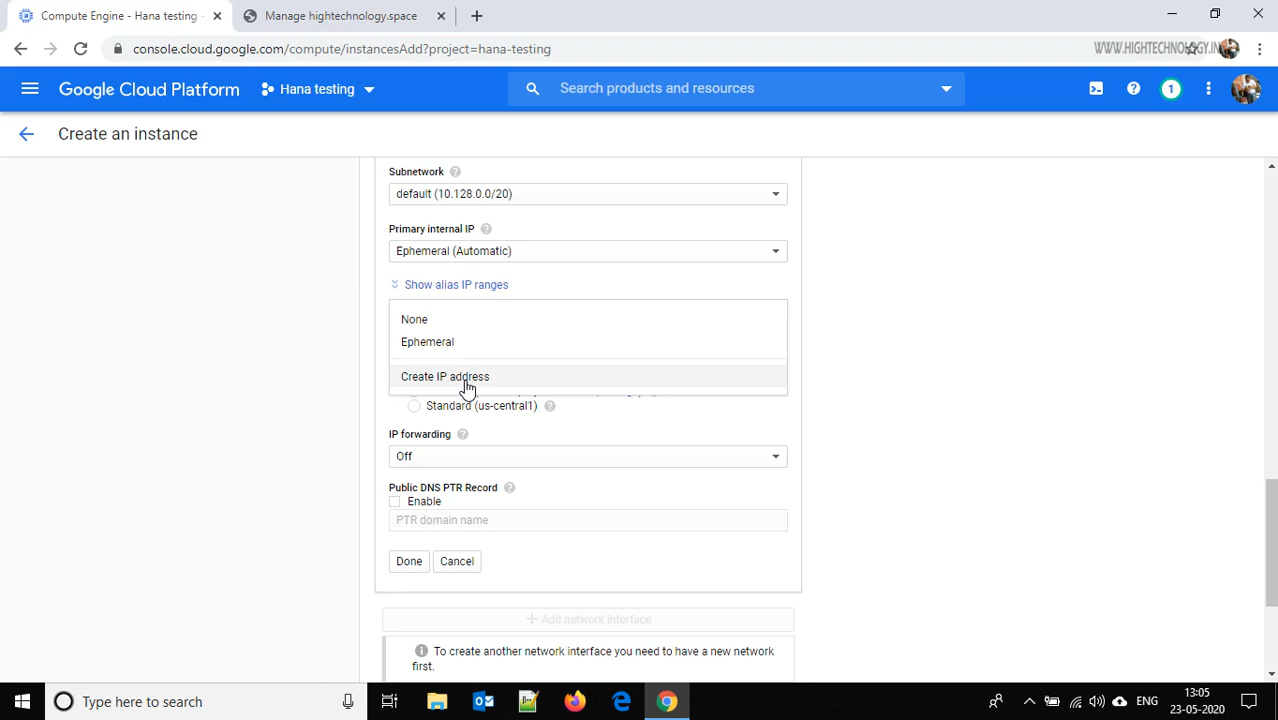 Compute Engine - Hana testing
Manage hightechnology.space
console.cloud.google.com/compute/instancesAdd?project=hana-testing
WWW.HIGHTECHNOLOGY.IN
Google Cloud Platform
Hana testing
Search products and resources
1
Create an instance
Subnetwork
default (10.128.0.0/20)
Primary internal IP
Ephemeral (Automatic)
Show alias IP ranges
None
Ephemeral
Create IP address
Standard (us-central1)
IP forwarding
Off
Public DNS PTR Record
Enable
PTR domain name
Done
Cancel
Add network interface
To create another network interface you need to have a new network
first.
Type here to search
ENG
13:05
23-05-2020